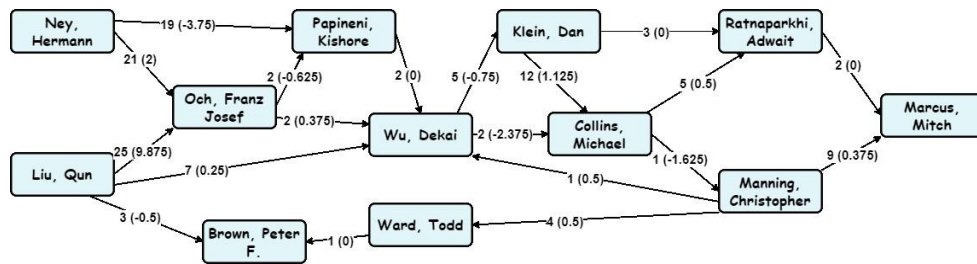 Ney,
Hermann
19 (-3.75)
Papineni,
Kishore
Klein, Dan
3 (0)
Ratnaparkhi,
Adwait
21 (2)
2 (-0.625)
2 (0)
5 (-0.75)
12 (1.125)
5 (0.5)
2 (0)
Och, Franz
Josef
2 (0.375)
Wu, Dekai
2 (-2.375)
Collins,
Michael
Marcus,
Mitch
25 (9.875)
1 (-1.625)
9 (0.375)
Liu, Qun
7 (0.25)
1 (0.5)
Manning,
Christopher
3 (-0.5)
Brown, Peter
F.
1 (0)
Ward, Todd
4 (0.5)